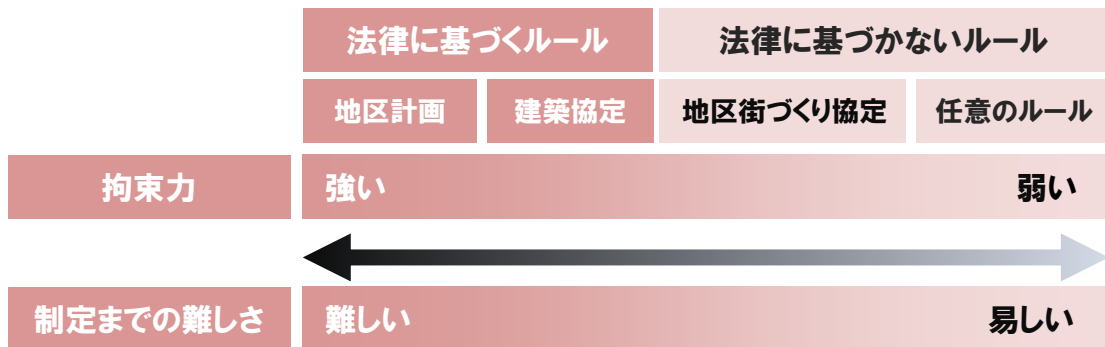 法律に基づくルール 法律に基づかないルール
地区計画 建築協定 地区街づくり協定 任意のルール
拘束力 強い 弱い
制定までの難しさ 難しい 易しい